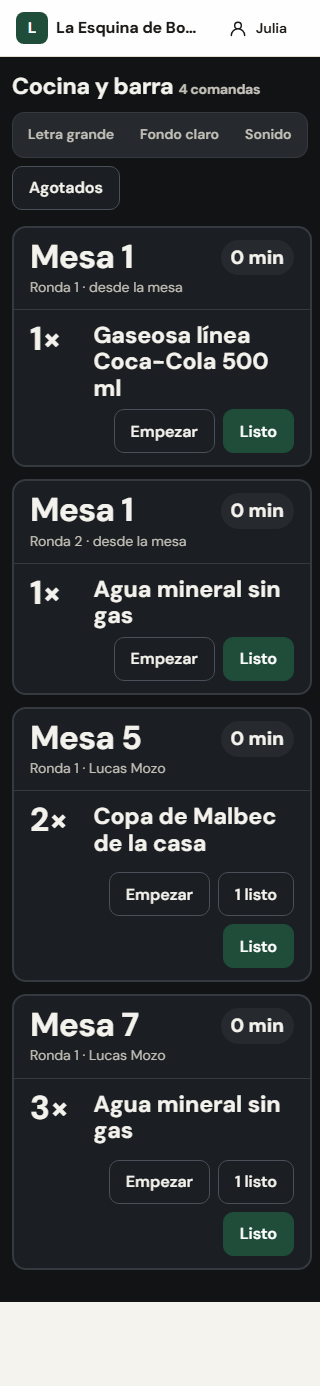 L La Esquina de Bo... Julia
Cocina y barra 4 comandas
Letra grande Fondo claro Sonido
Agotados
Mesa 1 0 min
Ronda 1 · desde la mesa
1× Gaseosa línea
Coca-Cola 500
ml
Empezar Listo
Mesa 1 0 min
Ronda 2 · desde la mesa
1× Agua mineral sin
gas
Empezar Listo
Mesa 5 0 min
Ronda 1 · Lucas Mozo
2× Copa de Malbec
de la casa
Empezar 1 listo
Listo
Mesa 7 0 min
Ronda 1 · Lucas Mozo
3× Agua mineral sin
gas
Empezar 1 listo
Listo